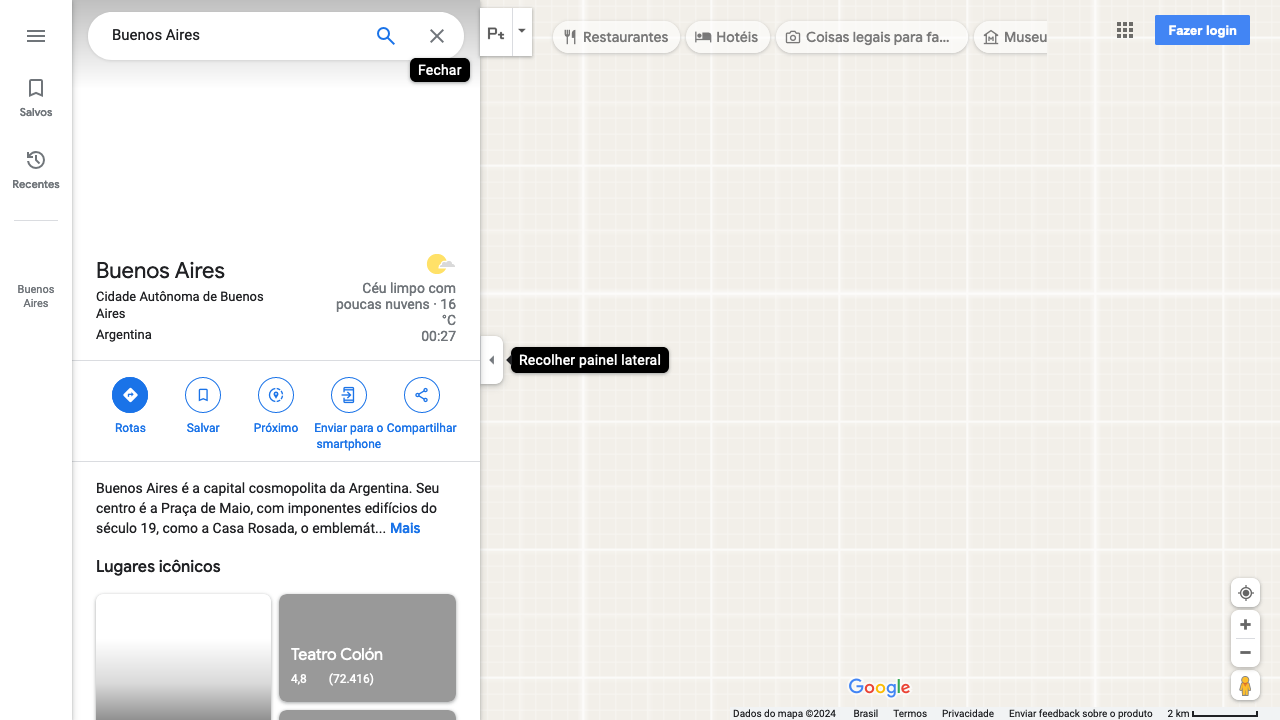 Buenos Aires
Fechar
Salvos
Recentes
Buenos
Aires
Buenos Aires
Cidade Autônoma de Buenos
Aires
Argentina
Céu limpo com
poucas nuvens · 16
°C
00:27
Rotas
Salvar
Próximo
Enviar para o
smartphone
Compartilhar
Buenos Aires é a capital cosmopolita da Argentina. Seu
centro é a Praça de Maio, com imponentes edifícios do
século 19, como a Casa Rosada, o emblemát... Mais
Lugares icônicos
Teatro Colón
4,8 (72.416)
Restaurantes
Hotéis
Coisas legais para fa...
Museu
Fazer login
Recolher painel lateral
Google
Dados do mapa ©2024 Brasil Termos Privacidade Enviar feedback sobre o produto 2 km